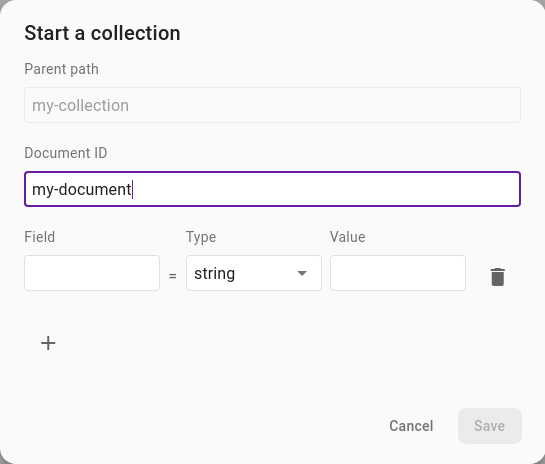 Start a collection
Parent path
my-collection
Document ID
my-document
Field Type Value
= string
+
Cancel Save